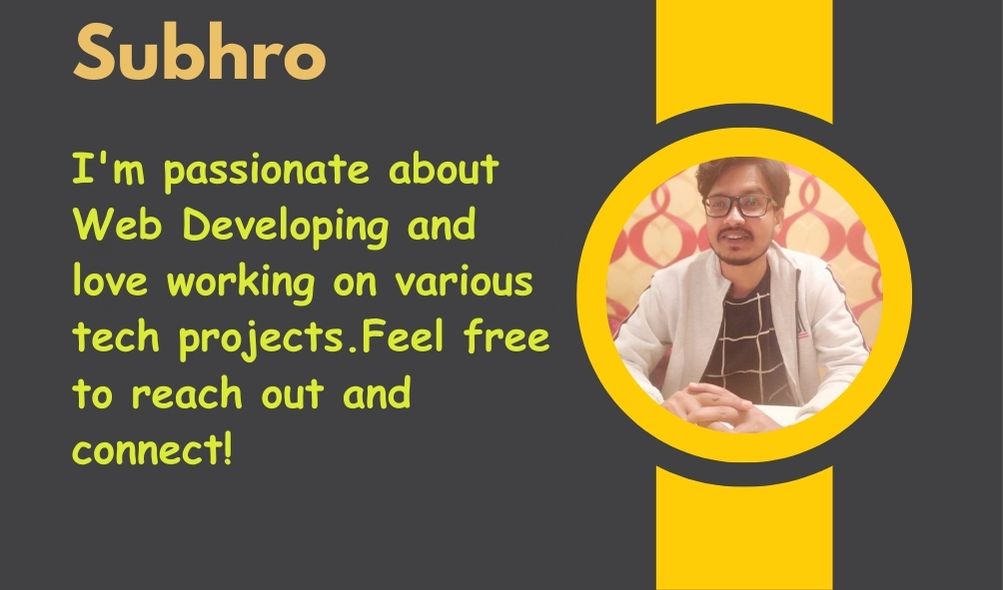 Subhro
I'm passionate about
Web Developing and
love working on various
tech projects.Feel free
to reach out and
connect!